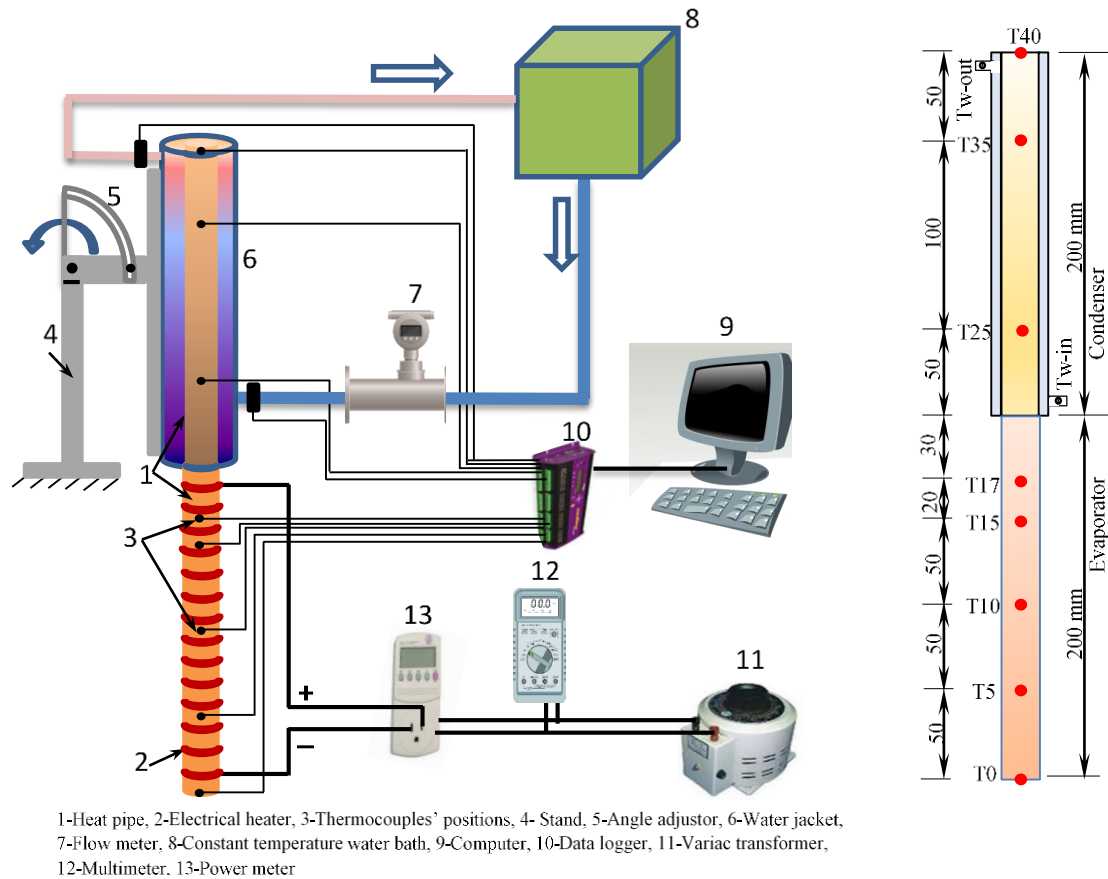 8
5
6
4
7
9
10
1
3
12
13
11
+
−
2
00.0
T40
Tw-out
50
T35
100
200 mm
Condenser
T25
50
Tw-in
30
T17
20
T15
50
Evaporator
T10
200 mm
50
T5
50
T0
1-Heat pipe, 2-Electrical heater, 3-Thermocouples' positions, 4- Stand, 5-Angle adjustor, 6-Water jacket,
7-Flow meter, 8-Constant temperature water bath, 9-Computer, 10-Data logger, 11-Variac transformer,
12-Multimeter, 13-Power meter